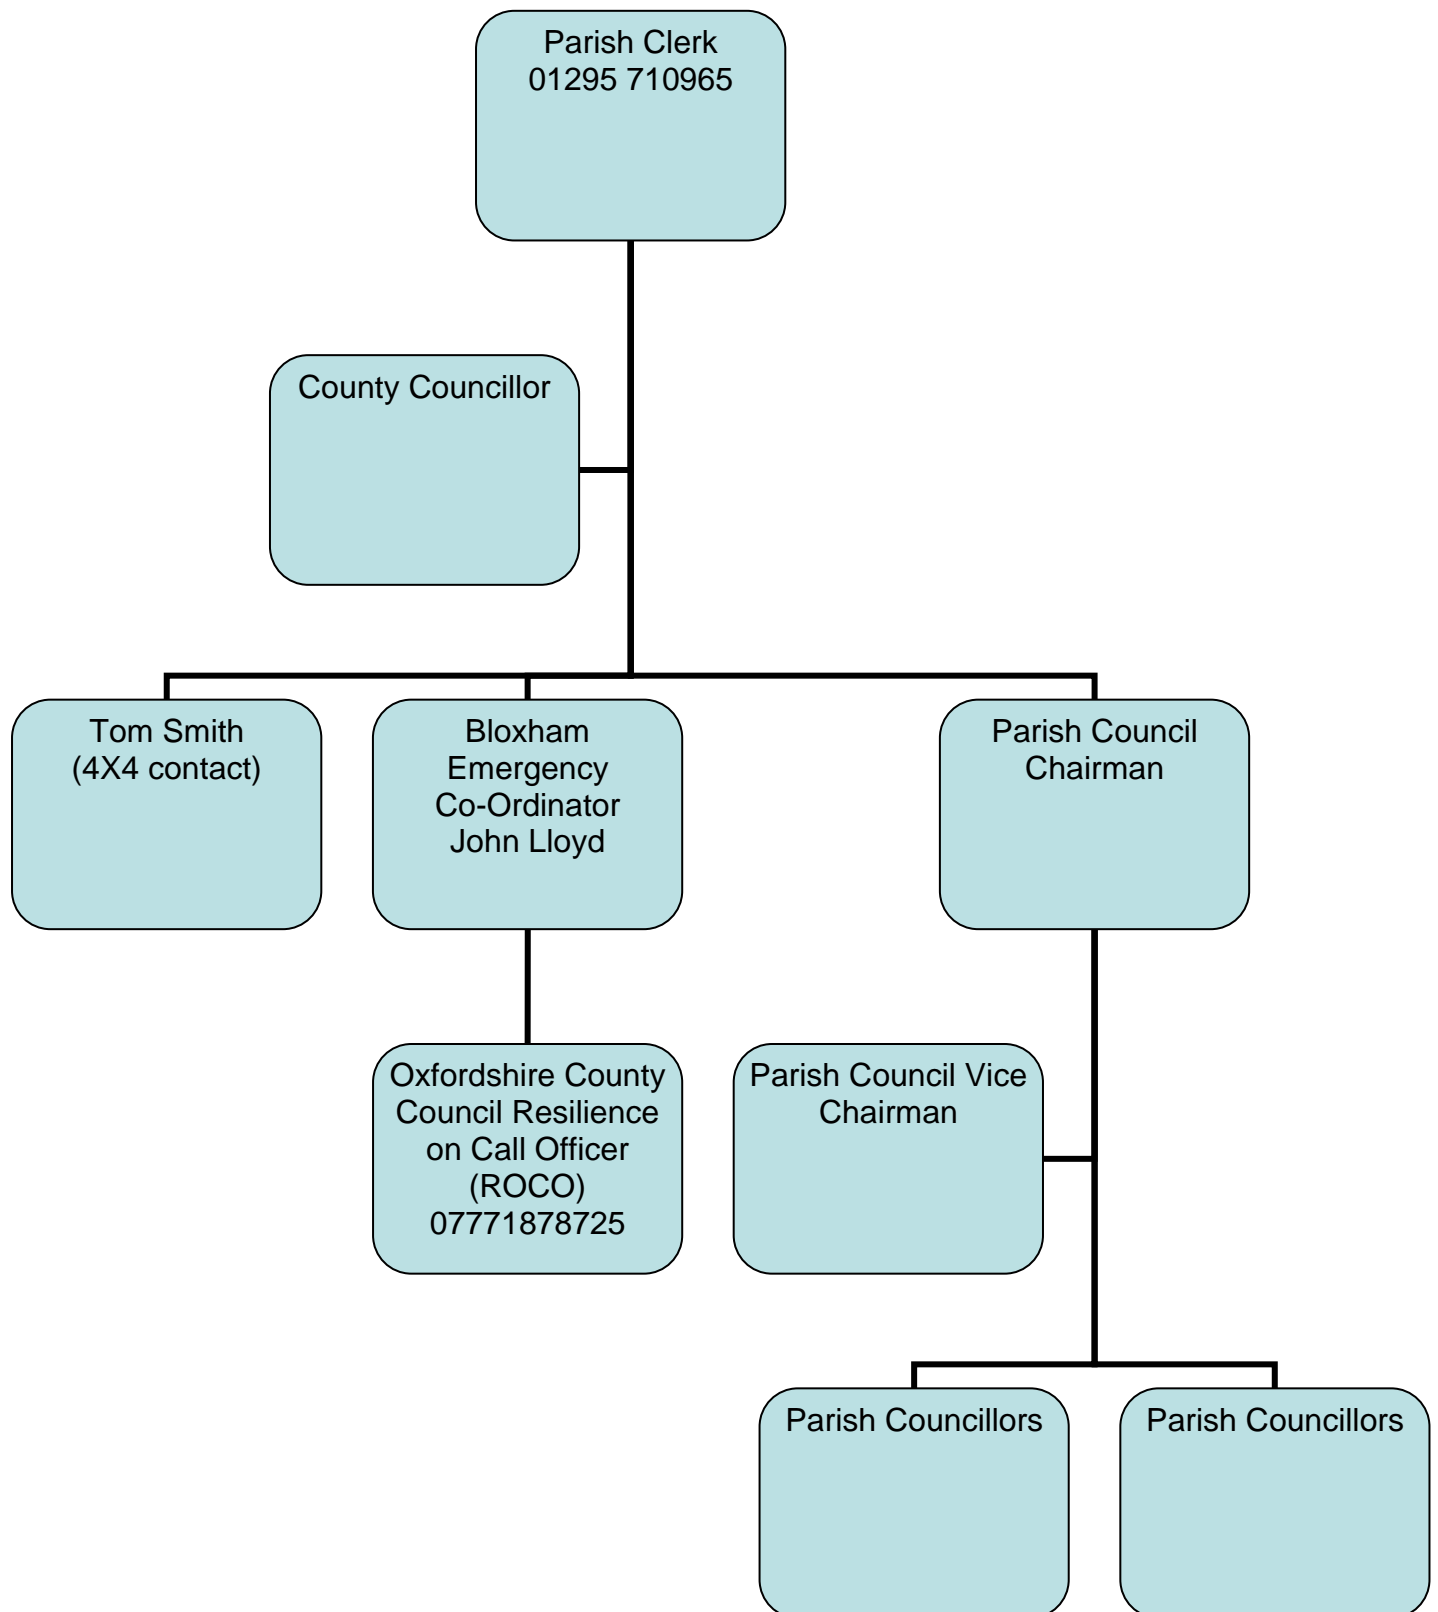 Parish Clerk
01295 710965
County Councillor
Tom Smith
(4X4 contact)
Bloxham
Emergency
Co-Ordinator
John Lloyd
Parish Council
Chairman
Oxfordshire County
Council Resilience
on Call Officer
(ROCO)
07771878725
Parish Council Vice
Chairman
Parish Councillors
Parish Councillors